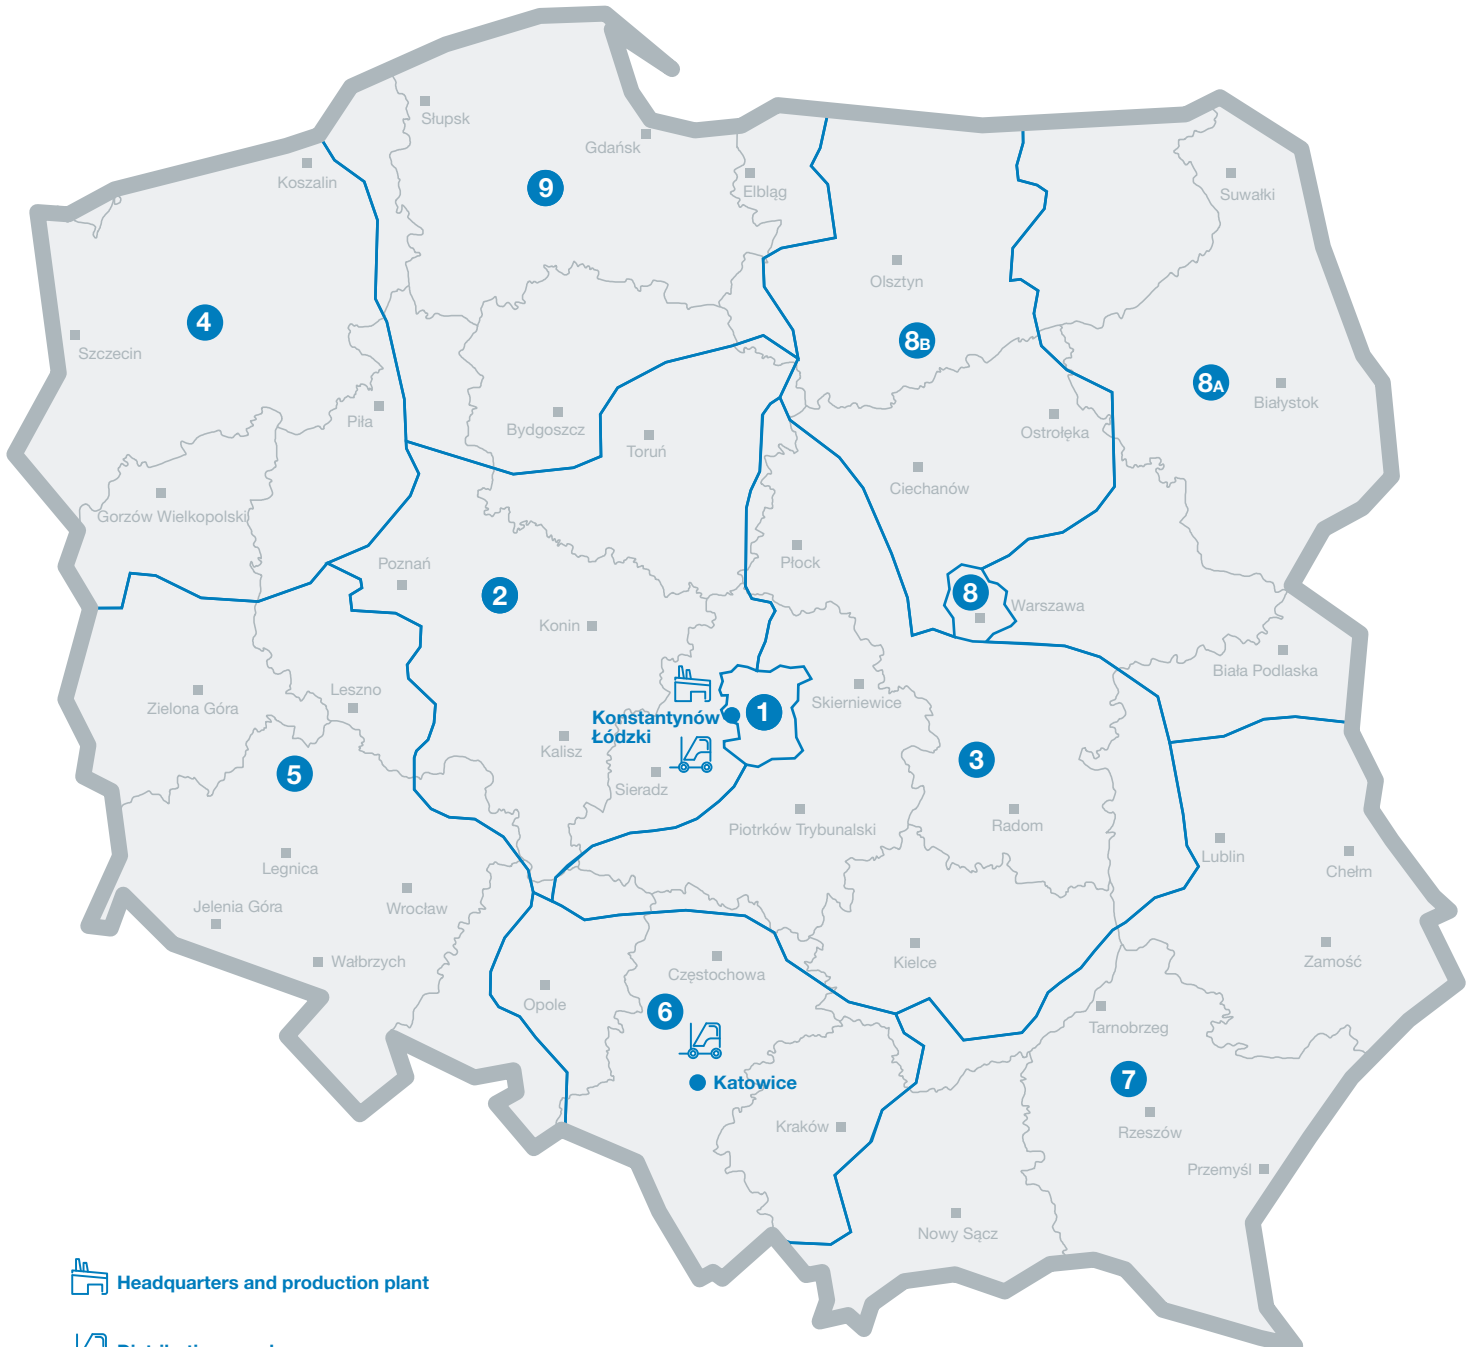 Słupsk
Gdańsk
Koszalin
9
Elbląg
Suwałki
Olsztyn
4
Szczecin
8B
8A
Białystok
Piła
Bydgoszcz
Toruń
Ostrołęka
Ciechanów
Gorzów Wielkopolski
Poznań
Płock
2
8
Warszawa
Konin
Biała Podlaska
Leszno
Zielona Góra
Skierniewice
Konstantynów
Łódzki
1
Kalisz
3
5
Sieradz
Piotrków Trybunalski
Radom
Lublin
Legnica
Chełm
Jelenia Góra
Wrocław
Wałbrzych
Kielce
Zamość
Częstochowa
Opole
6
Tarnobrzeg
Katowice
7
Kraków
Rzeszów
Przemyśl
Nowy Sącz
Headquarters and production plant